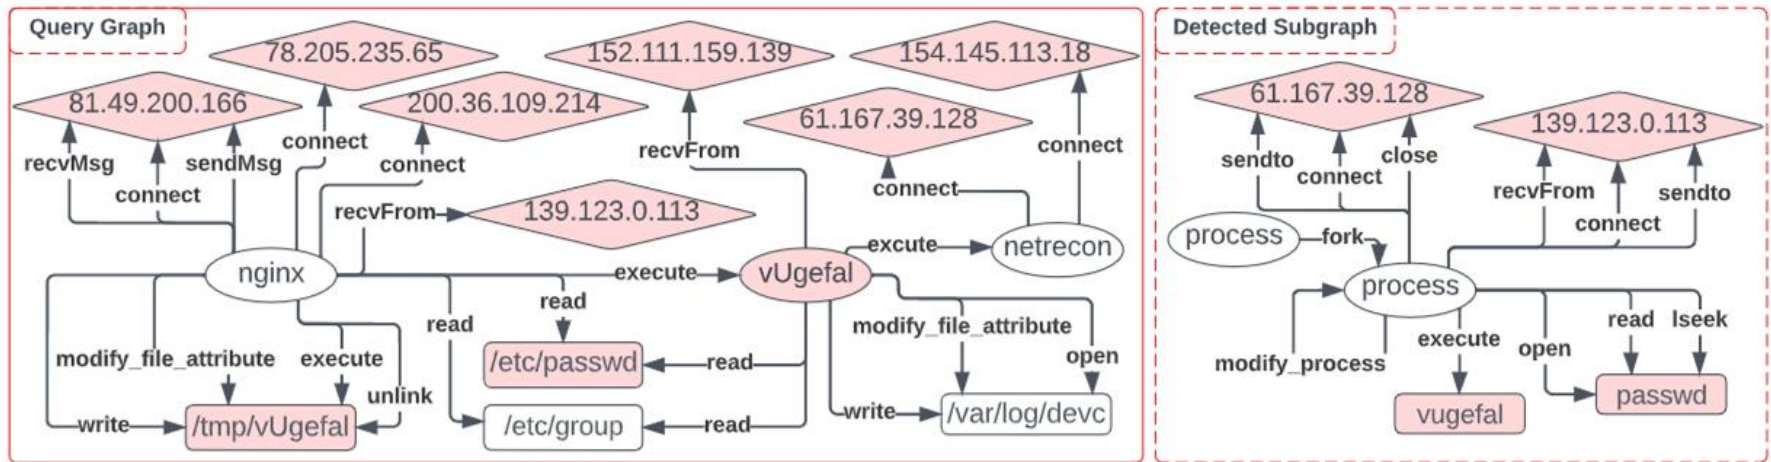 Query Graph
78.205.235.65
152.111.159.139
154.145.113.18
81.49.200.166
200.36.109.214
61.167.39.128
recvMsg
connect
sendMsg
connect
connect
recvFrom
connect
connect
recvFrom
139.123.0.113
nginx
execute
vUgefal
excute
netrecon
read
read
modify_file_attribute
execute
unlink
write
/tmp/vUgefal
/etc/passwd
read
/etc/group
read
modify_file_attribute
open
write
/var/log/devc
Detected Subgraph
61.167.39.128
139.123.0.113
sendto
connect
close
recvFrom
connect
sendto
process
fork
process
modify_process
execute
open
read
lseek
vugefal
passwd